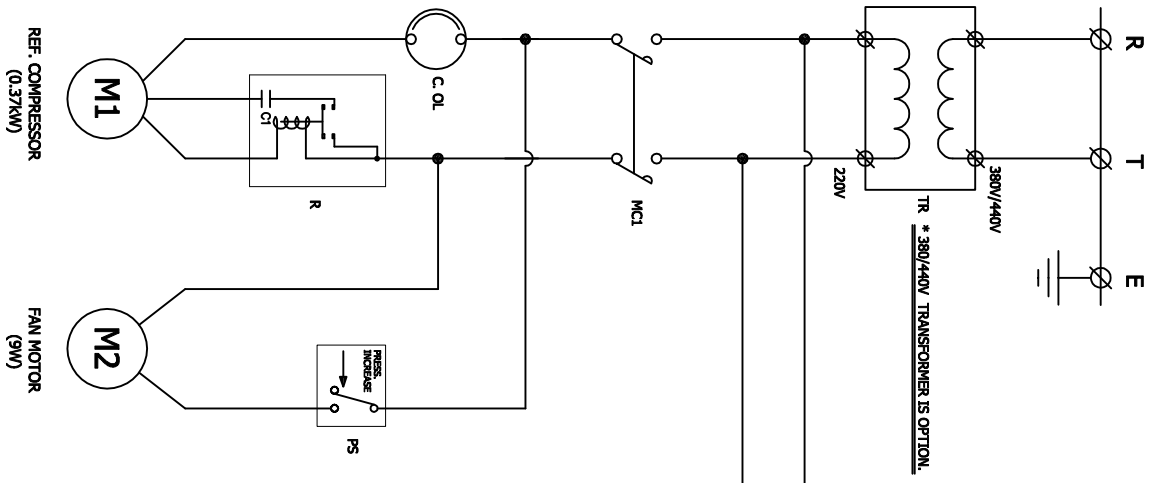 R
T
E
380V/440V
220V
TR * 380/440V TRANSFORMER IS OPTION.
MC1
C. OL
C1
R
PRESS.
INCREASE
PS
M1
REF. COMPRESSOR
(0.37kW)
M2
FAN MOTOR
(9W)